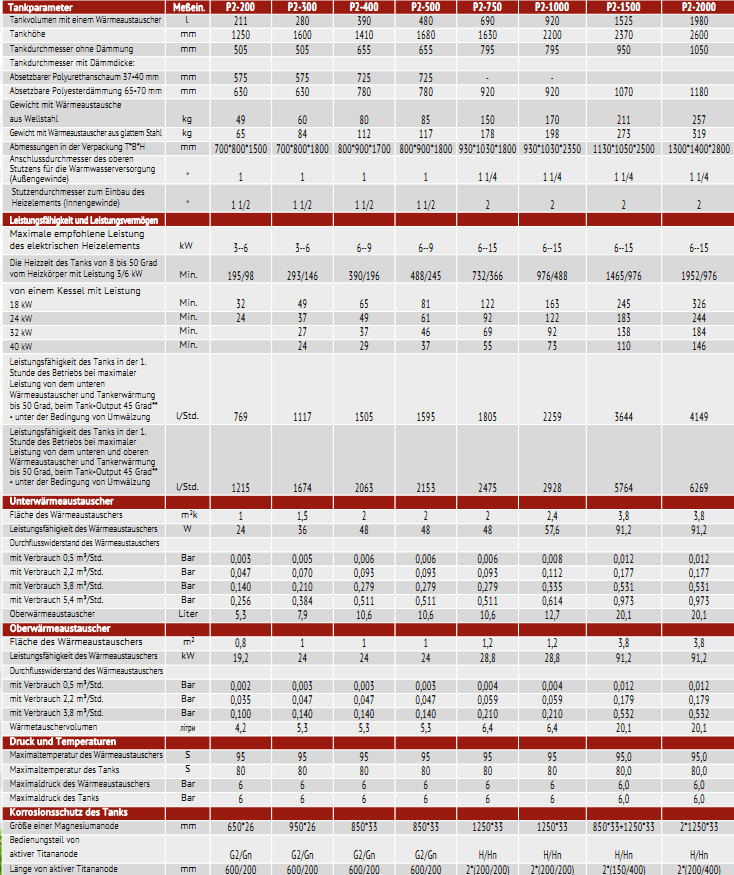 Tankparameter Meßein. P2-200 P2-300 P2-400 P2-500 P2-750 P2-1000 P2-1500 P2-2000
Tankvolumen mit einem Wärmeaustauscher l 211 280 390 480 690 920 1525 1980
Tankhöhe mm 1250 1600 1410 1680 1630 2200 2370 2600
Tankdurchmesser ohne Dämmung mm 505 505 655 655 795 795 950 1050
Tankdurchmesser mit Dämmdicke:
Absetzbarer Polyurethanschaum 37-40 mm mm 575 575 725 725 - -
Absetzbare Polyesterdämmung 65-70 mm mm 630 630 780 780 920 920 1070 1180
Gewicht mit Wärmeaustausche
aus Wellstahl kg 49 60 80 85 150 170 211 257
Gewicht mit Wärmeaustauscher aus glattem Stahl kg 65 84 112 117 178 198 273 319
Abmessungen in der Verpackung T*B*H mm 700*800*1500 700*800*1800 800*900*1700 800*900*1800 930*1030*1800 930*1030*2350 1130*1050*2500 1300*1400*2800
Anschlussdurchmesser des oberen
Stutzens für die Warmwasserversorgung
(Außengewinde) " 1 1 1 1 1 1/4 1 1/4 1 1/4 1 1/4
Stutzendurchmesser zum Einbau des
Heizelements (Innengewinde) " 1 1/2 1 1/2 1 1/2 1 1/2 2 2 2 2
Leistungsfähigkeit und Leistungsvermögen
Maximale empfohlene Leistung
des elektrischen Heizelements kW 3--6 3--6 6--9 6--9 6--15 6--15 6--15 6--15
Die Heizzeit des Tanks von 8 bis 50 Grad
vom Heizkörper mit Leistung 3/6 kW Min. 195/98 293/146 390/196 488/245 732/366 976/488 1465/976 1952/976
von einem Kessel mit Leistung
18 kW Min. 32 49 65 81 122 163 245 326
24 kW Min. 24 37 49 61 92 122 183 244
32 kW Min. 27 37 46 69 92 138 184
40 kW Min. 24 29 37 55 73 110 146
Leistungsfähigkeit des Tanks in der 1.
Stunde des Betriebs bei maximaler
Leistung von dem unteren
Wärmeaustauscher und Tankerwärmung
bis 50 Grad, beim Tank-Output 45 Grad**
- unter der Bedingung von Umwälzung l/Std. 769 1117 1505 1595 1805 2259 3644 4149
Leistungsfähigkeit des Tanks in der 1.
Stunde des Betriebs bei maximaler
Leistung von dem unteren und oberen
Wärmeaustauscher und Tankerwärmung
bis 50 Grad, beim Tank-Output 45 Grad**
- unter der Bedingung von Umwälzung l/Std. 1215 1674 2063 2153 2475 2928 5764 6269
Unterwärmeaustauscher
Fläche des Wärmeaustauschers m²k 1 1,5 2 2 2 2,4 3,8 3,8
Leistungsfähigkeit des Wärmeaustauschers W 24 36 48 48 48 57,6 91,2 91,2
Durchflusswiderstand des Wärmeaustauschers
mit Verbrauch 0,5 m³/Std. Bar 0,003 0,005 0,006 0,006 0,006 0,008 0,012 0,012
mit Verbrauch 2,2 m³/Std. Bar 0,047 0,070 0,093 0,093 0,093 0,112 0,177 0,177
mit Verbrauch 3,8 m³/Std. Bar 0,140 0,210 0,279 0,279 0,279 0,335 0,531 0,531
mit Verbrauch 5,4 m³/Std. Bar 0,256 0,384 0,511 0,511 0,511 0,614 0,973 0,973
Oberwärmeaustauscher Liter 5,3 7,9 10,6 10,6 10,6 12,7 20,1 20,1
Oberwärmeaustauscher
Fläche des Wärmeaustauschers m² 0,8 1 1 1 1,2 1,2 3,8 3,8
Leistungsfähigkeit des Wärmeaustauschers kW 19,2 24 24 24 28,8 28,8 91,2 91,2
Durchflusswiderstand des Wärmeaustauschers
mit Verbrauch 0,5 m³/Std. Bar 0,002 0,003 0,003 0,003 0,004 0,004 0,012 0,012
mit Verbrauch 2,2 m³/Std. Bar 0,035 0,047 0,047 0,047 0,059 0,059 0,179 0,179
mit Verbrauch 3,8 m³/Std. Bar 0,100 0,140 0,140 0,140 0,210 0,210 0,532 0,532
Wärmetauschervolumen літри 4,2 5,3 5,3 5,3 6,4 6,4 20,1 20,1
Druck und Temperaturen
Maximaltemperatur des Wärmeaustauschers S 95 95 95 95 95 95 95,0 95,0
Maximaltemperatur des Tanks S 80 80 80 80 80 80 80,0 80,0
Maximaldruck des Wärmeaustauschers Bar 6 6 6 6 6 6 6,0 6,0
Maximaldruck des Tanks Bar 6 6 6 6 6 6 6,0 6,0
Korrosionsschutz des Tanks
Größe einer Magnesiumanode mm 650*26 950*26 850*33 850*33 1250*33 1250*33 850*33+1250*33 2*1250*33
Bedienungsteil von
aktiver Titananode G2/Gn G2/Gn G2/Gn G2/Gn H/Hn H/Hn H/Hn H/Hn
Länge von aktiver Titananode mm 600/200 600/200 600/200 600/200 2*(200/200) 2*(200/200) 2*(150/400) 2*(200/400)